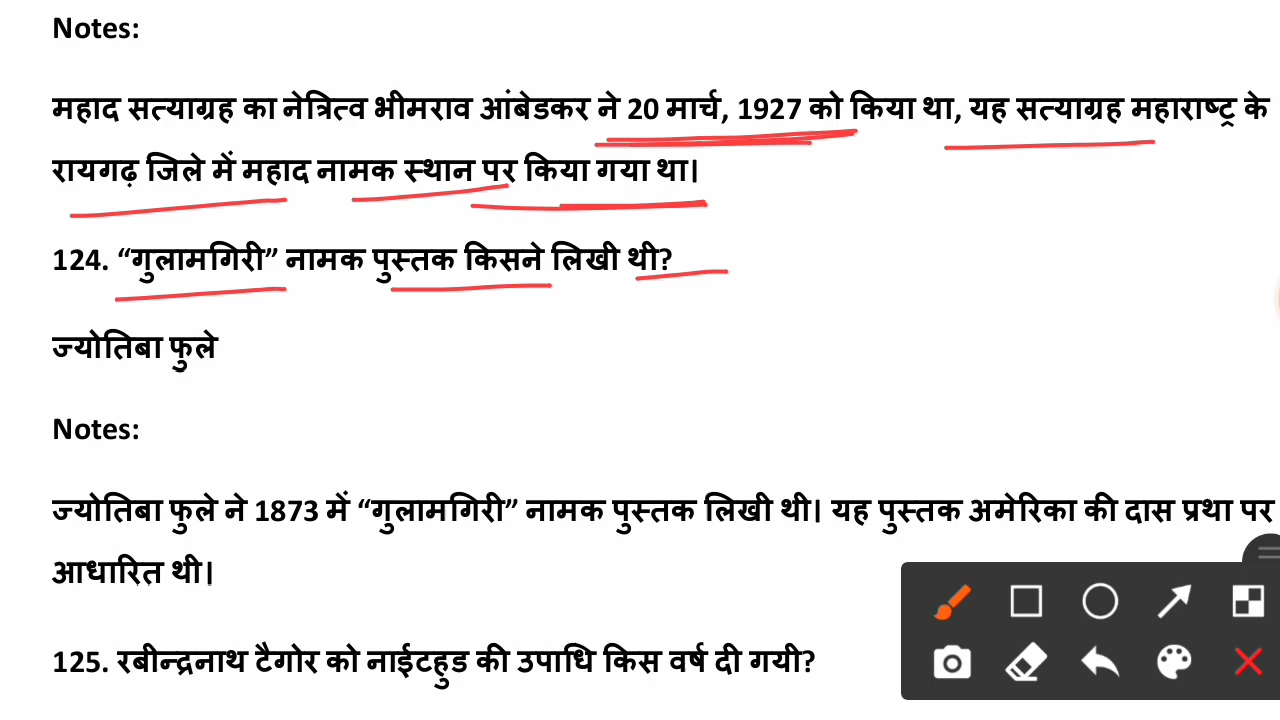 Notes:
महाद सत्याग्रह का नेत्रित्व भीमराव आंबेडकर ने 20 मार्च, 1927 को किया था, यह सत्याग्रह महाराष्ट्र के
रायगढ़ जिले में महाद नामक स्थान पर किया गया था।
124. “गुलामगिरी” नामक पुस्तक किसने लिखी थी?
ज्योतिबा फुले
Notes:
ज्योतिबा फुले ने 1873 में “गुलामगिरी” नामक पुस्तक लिखी थी। यह पुस्तक अमेरिका की दास प्रथा पर
आधारित थी।
125. रबीन्द्रनाथ टैगोर को नाईटहुड की उपाधि किस वर्ष दी गयी?